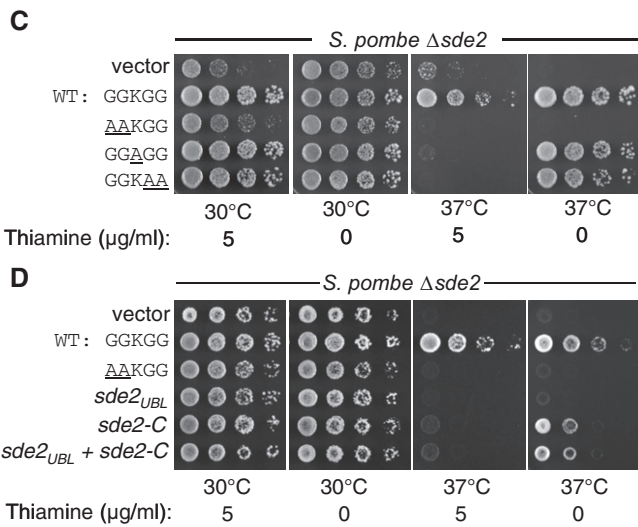 C
S. pombe Δsde2
vector
WT: GGKGG
AAKGG
GGAGG
GGKAA
30°C 30°C 37°C 37°C
Thiamine (µg/ml): 5 0 5 0
D
S. pombe Δsde2
vector
WT: GGKGG
AAKGG
sde2UBL
sde2-C
sde2UBL + sde2-C
30°C 30°C 37°C 37°C
Thiamine (µg/ml): 5 0 5 0